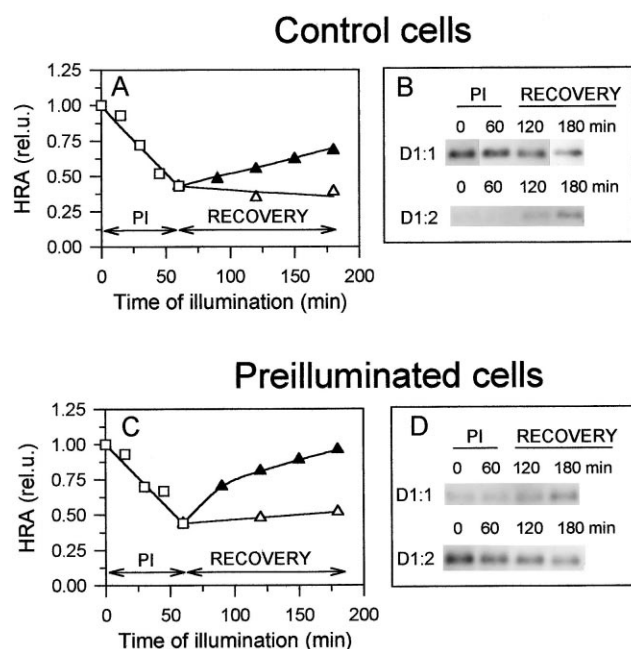 Control cells
A
1.25
1.00
0.75
0.50
0.25
0.00
HRA (rel.u.)
PI RECOVERY
0 50 100 150 200
Time of illumination (min)
B
PI RECOVERY
0 60 120 180 min
D1:1
0 60 120 180 min
D1:2
Preilluminated cells
C
1.25
1.00
0.75
0.50
0.25
0.00
HRA (rel.u.)
PI RECOVERY
0 50 100 150 200
Time of illumination (min)
D
PI RECOVERY
0 60 120 180 min
D1:1
0 60 120 180 min
D1:2